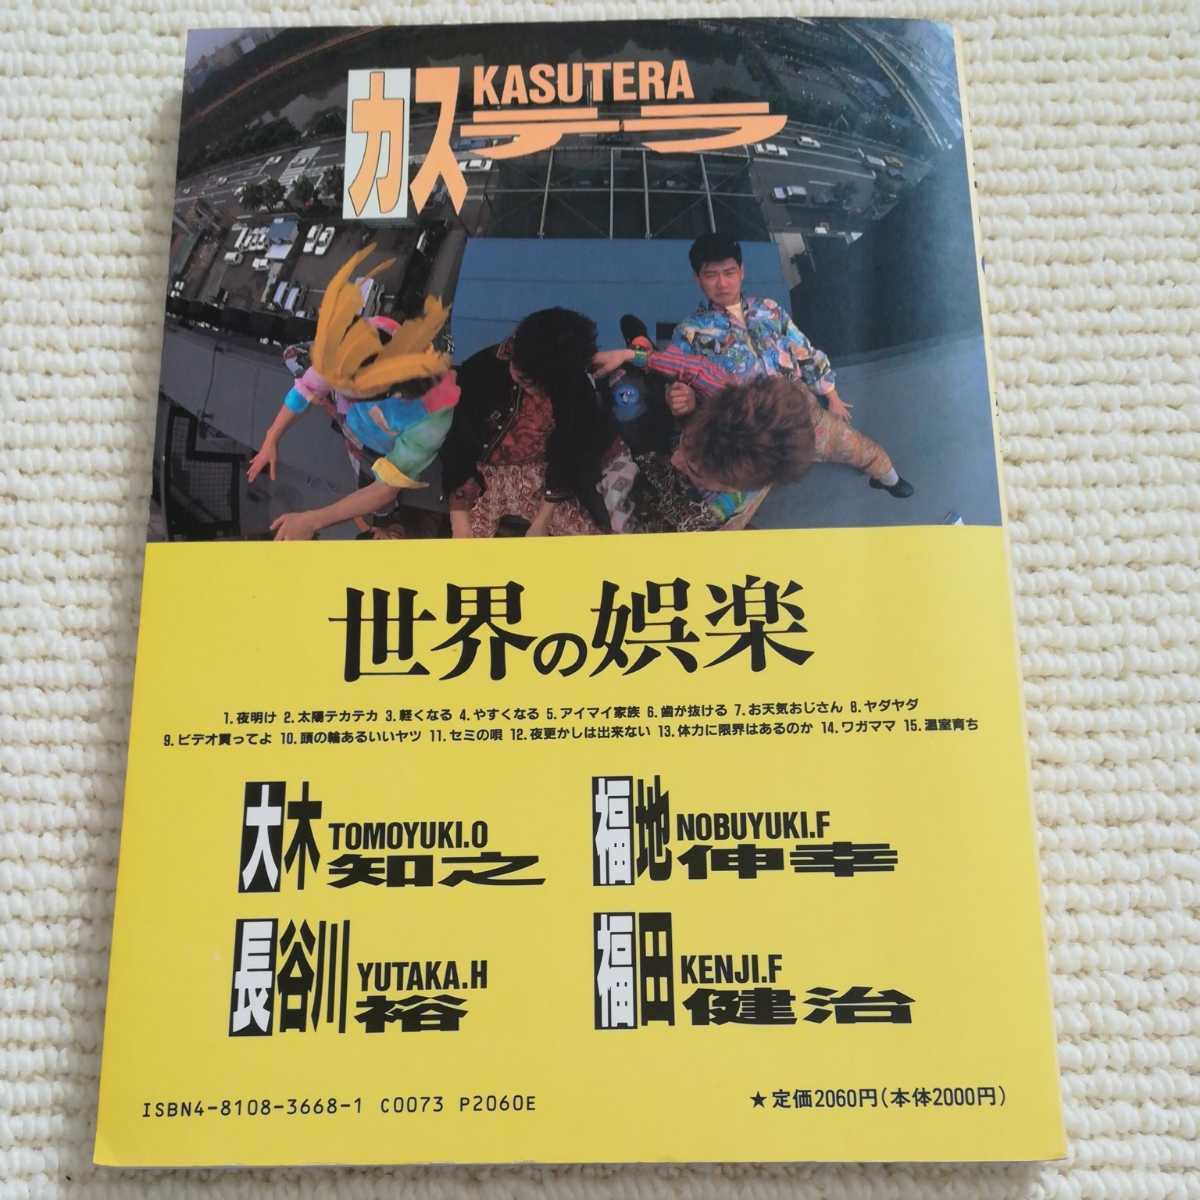 カステラ KASUTERA
世界の娯楽
1.夜明け 2.太陽テカテカ 3.軽くなる 4.やすくなる 5.アイマイ家族 6.歯が抜ける 7.お天気おじさん 8.ヤダヤダ
9.ビデオ買ってよ 10.頭の輪あるいいヤツ 11.セミの唄 12.夜更かしは出来ない 13.体力に限界はあるのか 14.ワガママ 15.温室育ち
大木知之 TOMOYUKI.O
福地伸幸 NOBUYUKI.F
長谷川裕 YUTAKA.H
福田健治 KENJI.F
ISBN4-8108-3668-1 C0073 P2060E
★定価2060円(本体2000円)